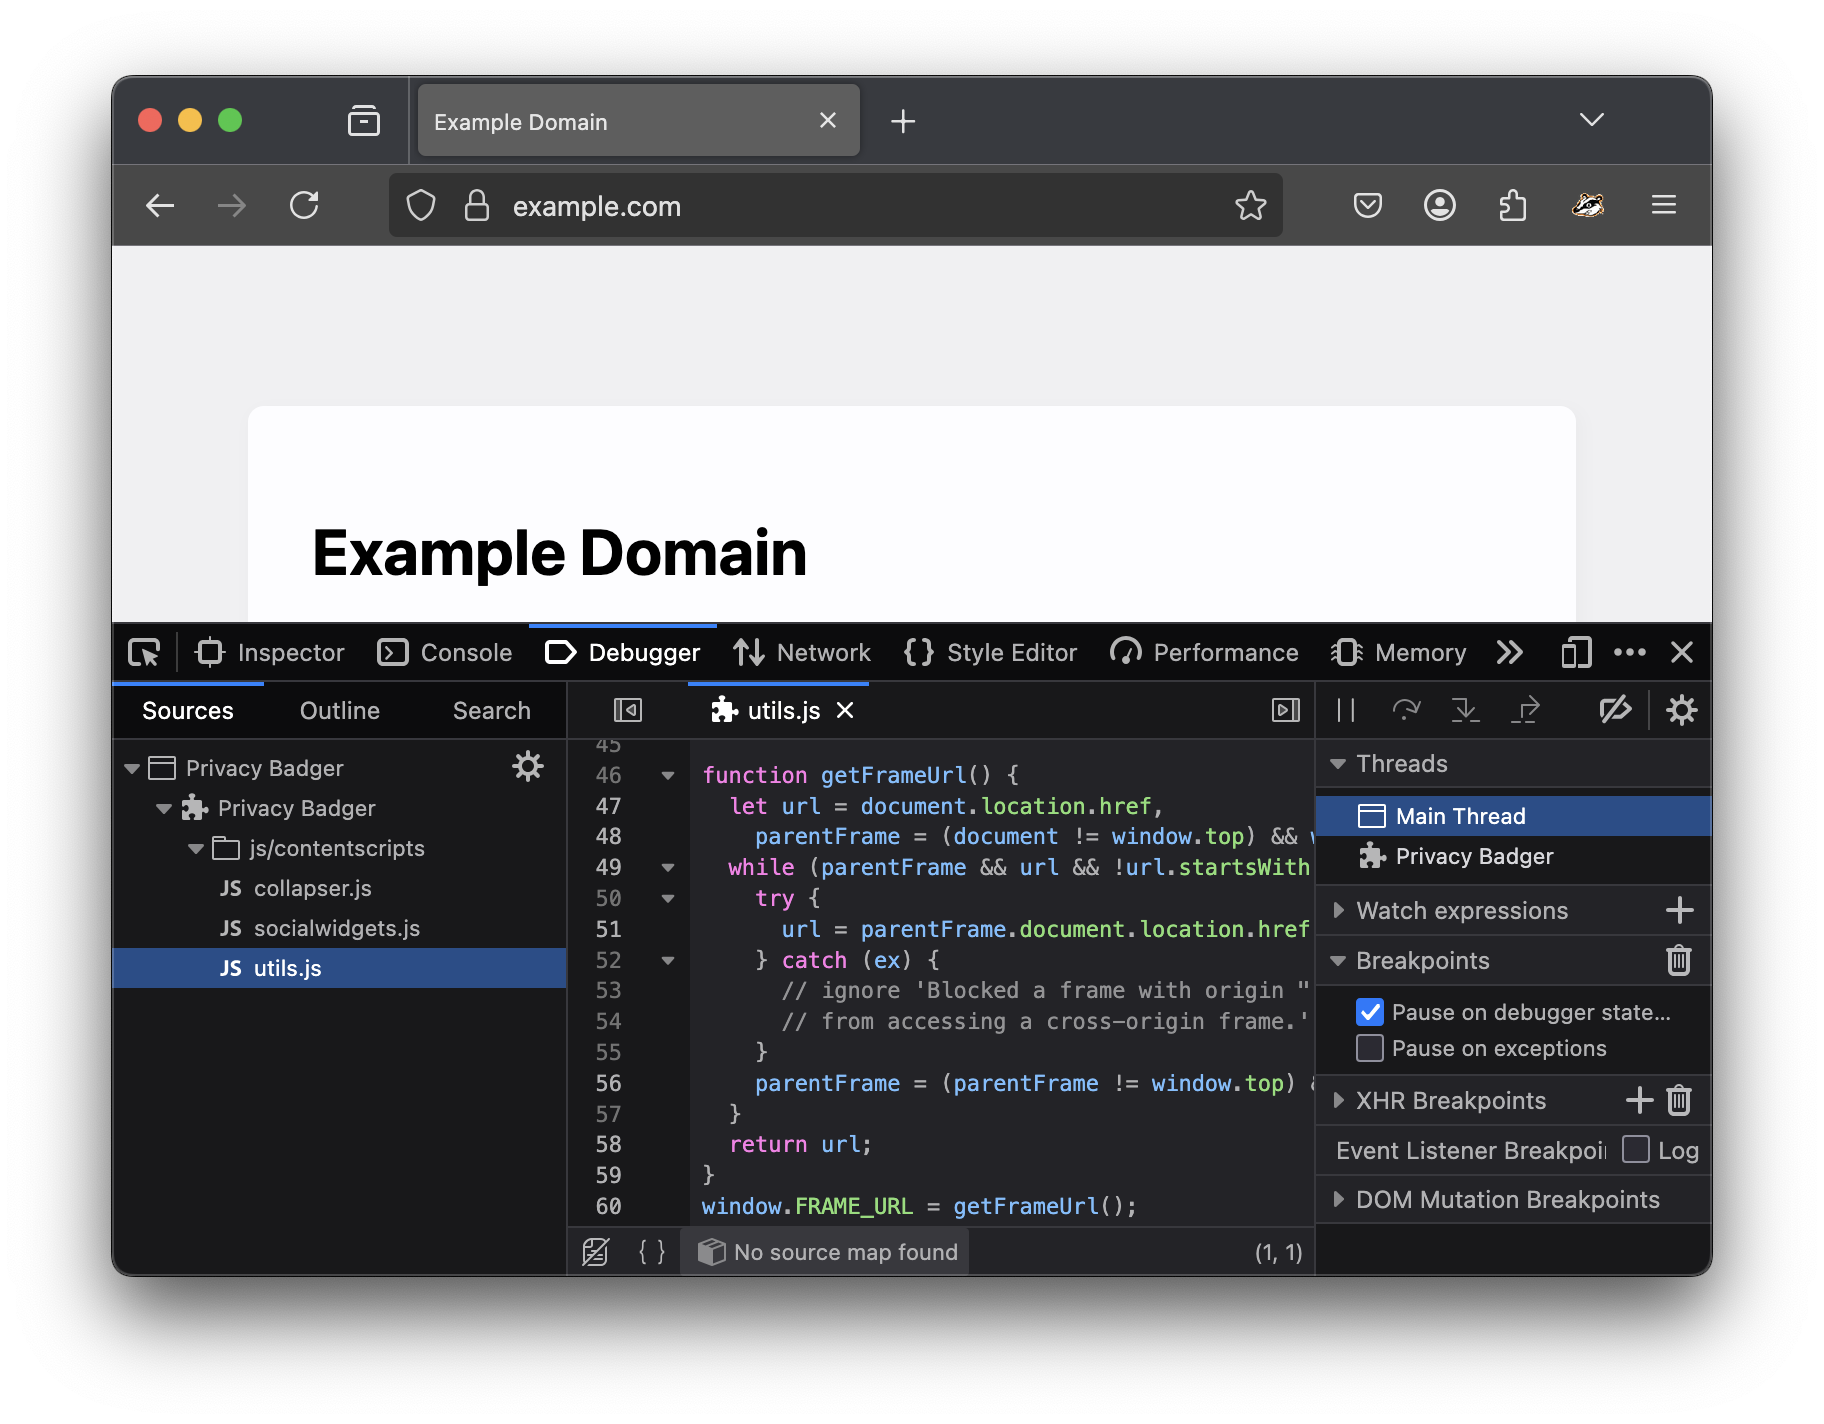 Example Domain
example.com
Example Domain
Inspector Console Debugger Network Style Editor Performance Memory
Sources Outline Search
Privacy Badger
Privacy Badger
js/contentscripts
JS collapser.js
JS socialwidgets.js
JS utils.js
utils.js
45
46 function getFrameUrl() {
47 let url = document.location.href,
48 parentFrame = (document != window.top) &&
49 while (parentFrame && url && !url.startsWith
50 try {
51 url = parentFrame.document.location.href
52 } catch (ex) {
53 // ignore 'Blocked a frame with origin "
54 // from accessing a cross-origin frame.'
55 }
56 parentFrame = (parentFrame != window.top)
57 }
58 return url;
59 }
60 window.FRAME_URL = getFrameUrl();
{ } No source map found (1, 1)
Threads
Main Thread
Privacy Badger
Watch expressions
Breakpoints
Pause on debugger state...
Pause on exceptions
XHR Breakpoints
Event Listener Breakpoi Log
DOM Mutation Breakpoints